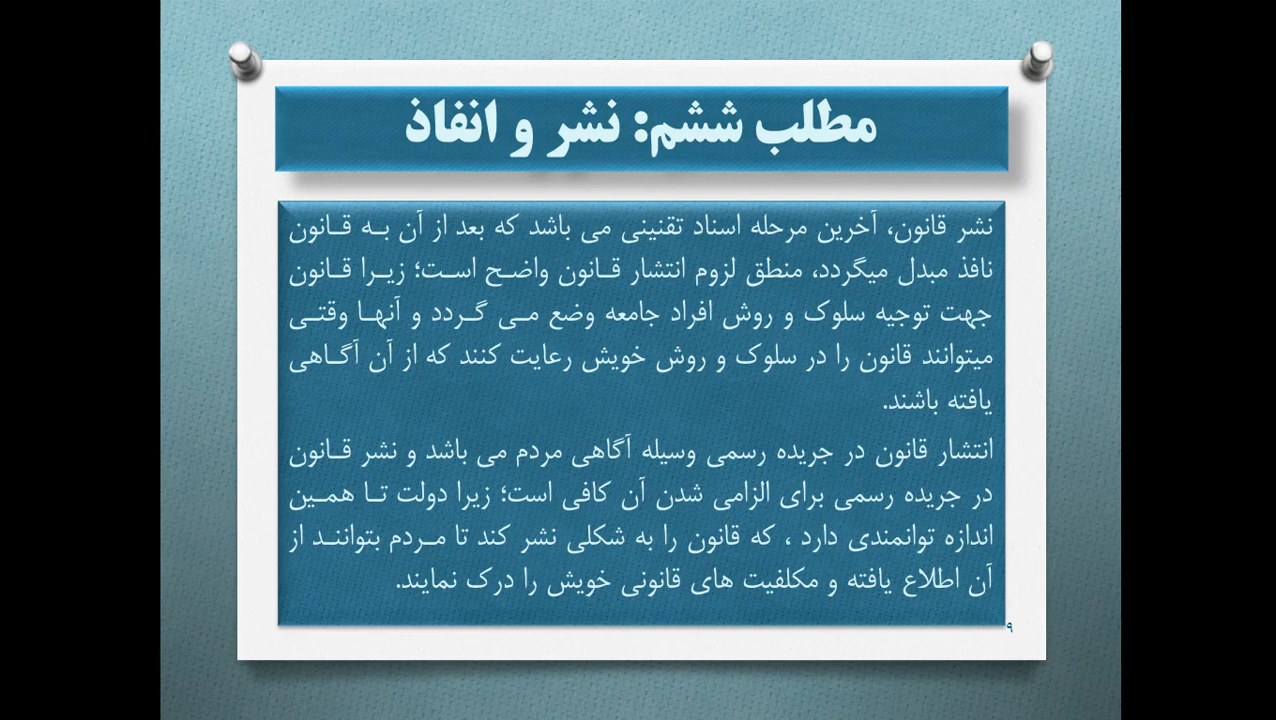 مطلب ششم: نشر و انفاذ
نشر قانون، آخرین مرحله اسناد تقنینی می باشد که بعد از آن به قانون
نافذ مبدل میگردد، منطق لزوم انتشار قانون واضح است؛ زیرا قانون
جهت توجیه سلوک و روش افراد جامعه وضع می گردد و آنها وقتی
میتوانند قانون را در سلوک و روش خویش رعایت کنند که از آن آگاهی
یافته باشند.
انتشار قانون در جریده رسمی وسیله آگاهی مردم می باشد و نشر قانون
در جریده رسمی برای الزامی شدن آن کافی است؛ زیرا دولت تا همین
اندازه توانمندی دارد ، که قانون را به شکلی نشر کند تا مردم بتوانند از
آن اطلاع یافته و مکلفیت های قانونی خویش را درک نمایند.
۹